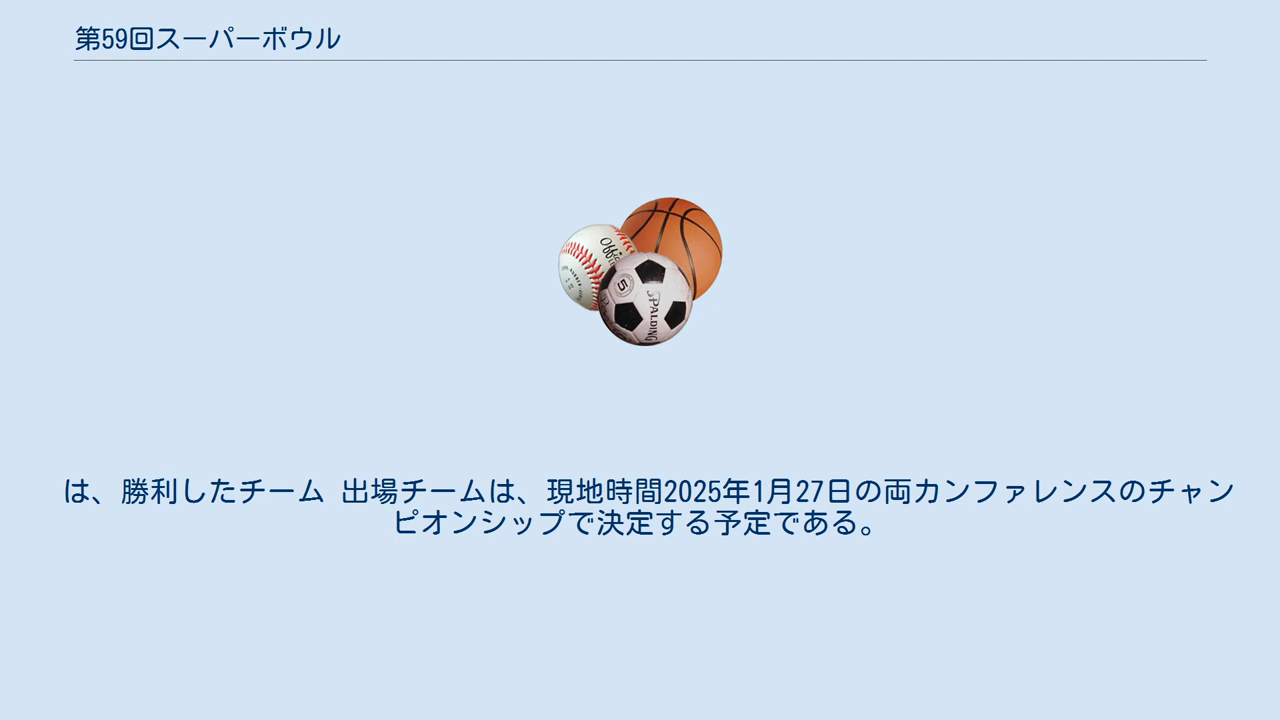 第59回スーパーボウル
Offici
5
SPALDING
は、勝利したチーム 出場チームは、現地時間2025年1月27日の両カンファレンスのチャン
ピオンシップで決定する予定である。